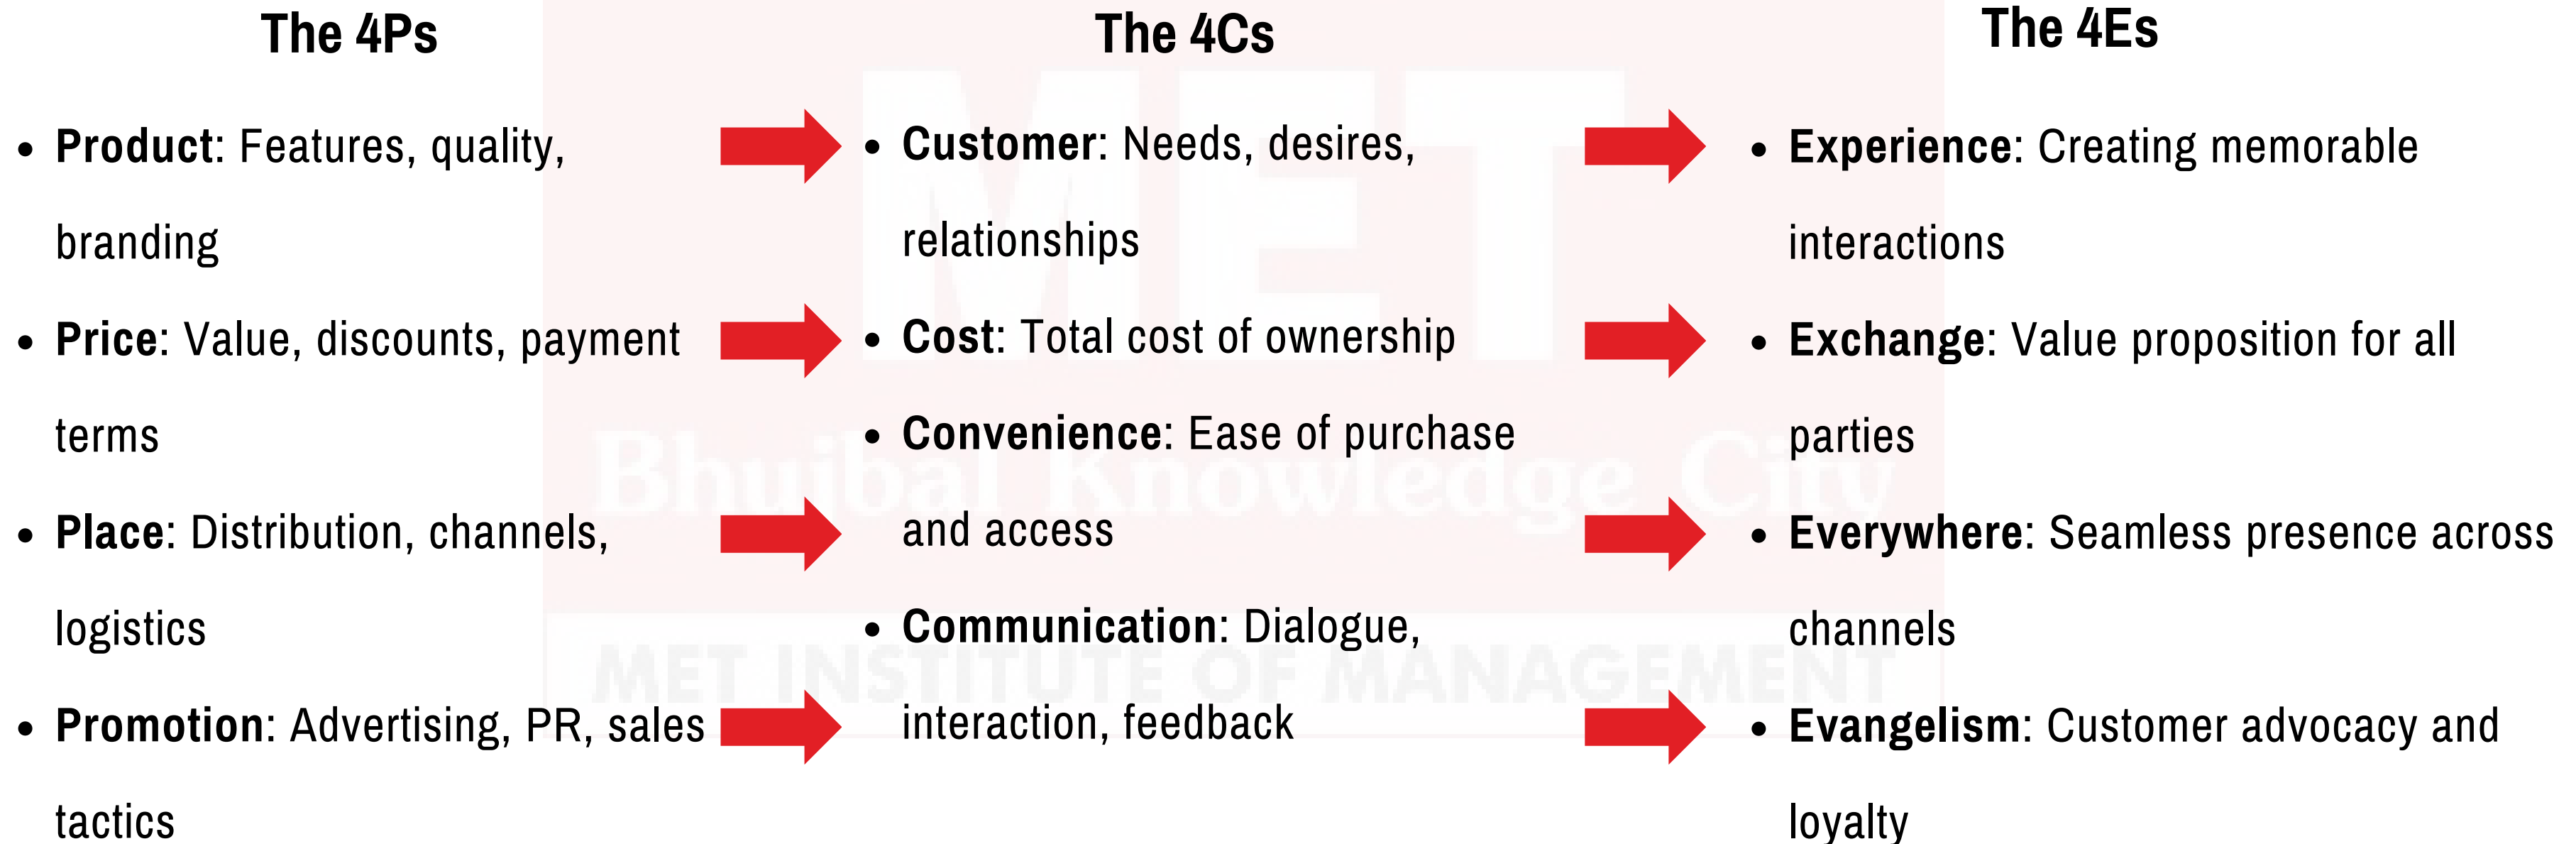 The 4Ps
• Product: Features, quality,
branding
• Price: Value, discounts, payment
terms
• Place: Distribution, channels,
logistics
• Promotion: Advertising, PR, sales
tactics
The 4Cs
• Customer: Needs, desires,
relationships
• Cost: Total cost of ownership
• Convenience: Ease of purchase
and access
• Communication: Dialogue,
interaction, feedback
The 4Es
• Experience: Creating memorable
interactions
• Exchange: Value proposition for all
parties
• Everywhere: Seamless presence across
channels
• Evangelism: Customer advocacy and
loyalty
MET
Bhujbal Knowledge City
MET INSTITUTE OF MANAGEMENT